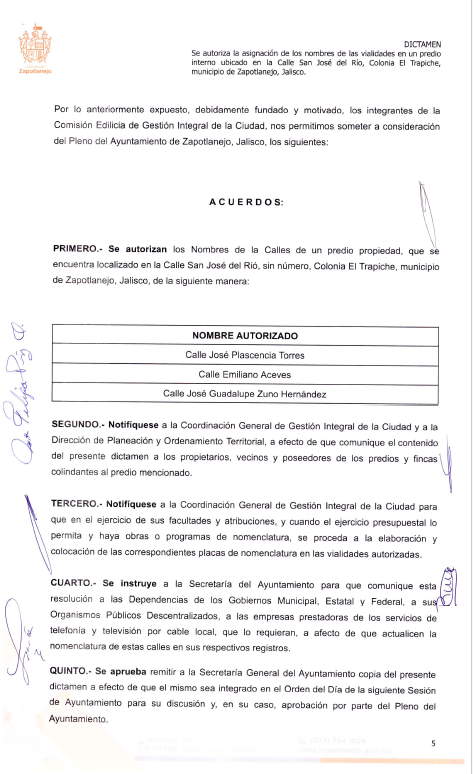 Zapotlanejo
DICTAMEN
Se autoriza la asignación de los nombres de las vialidades en un predio
interno ubicado en la Calle San José del Río, Colonia El Trapiche,
municipio de Zapotlanejo, Jalisco.
Por lo anteriormente expuesto, debidamente fundado y motivado, los integrantes de la
Comisión Edilicia de Gestión Integral de la Ciudad, nos permitimos someter a consideración
del Pleno del Ayuntamiento de Zapotlanejo, Jalisco, los siguientes:
A C U E R D O S:
PRIMERO.- Se autorizan los Nombres de la Calles de un predio propiedad, que se
encuentra localizado en la Calle San José del Rió, sin número, Colonia El Trapiche, municipio
de Zapotlanejo, Jalisco, de la siguiente manera:
NOMBRE AUTORIZADO
Calle José Plascencia Torres
Calle Emiliano Aceves
Calle José Guadalupe Zuno Hernández
SEGUNDO.- Notifíquese a la Coordinación General de Gestión Integral de la Ciudad y a la
Dirección de Planeación y Ordenamiento Territorial, a efecto de que comunique el contenido
del presente dictamen a los propietarios, vecinos y poseedores de los predios y fincas
colindantes al predio mencionado.
TERCERO.- Notifíquese a la Coordinación General de Gestión Integral de la Ciudad para
que en el ejercicio de sus facultades y atribuciones, y cuando el ejercicio presupuestal lo
permita y haya obras o programas de nomenclatura, se proceda a la elaboración y
colocación de las correspondientes placas de nomenclatura en las vialidades autorizadas.
CUARTO.- Se instruye a la Secretaría del Ayuntamiento para que comunique esta
resolución a las Dependencias de los Gobiernos Municipal, Estatal y Federal, a sus
Organismos Públicos Descentralizados, a las empresas prestadoras de los servicios de
telefonía y televisión por cable local, que lo requieran, a afecto de que actualicen la
nomenclatura de estas calles en sus respectivos registros.
QUINTO.- Se aprueba remitir a la Secretaría General del Ayuntamiento copia del presente
dictamen a efecto de que el mismo sea integrado en el Orden del Día de la siguiente Sesión
de Ayuntamiento para su discusión y, en su caso, aprobación por parte del Pleno del
Ayuntamiento.
5